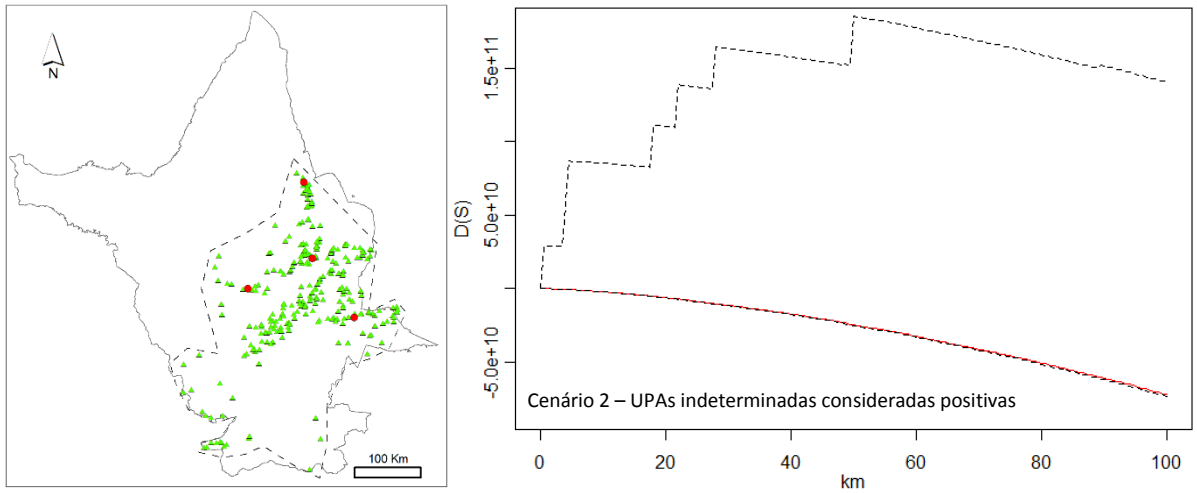 N
100 Km
D(S)
1.5e+11
5.0e+10
-5.0e+10
Cenário 2 – UPAs indeterminadas consideradas positivas
0 20 40 60 80 100
km